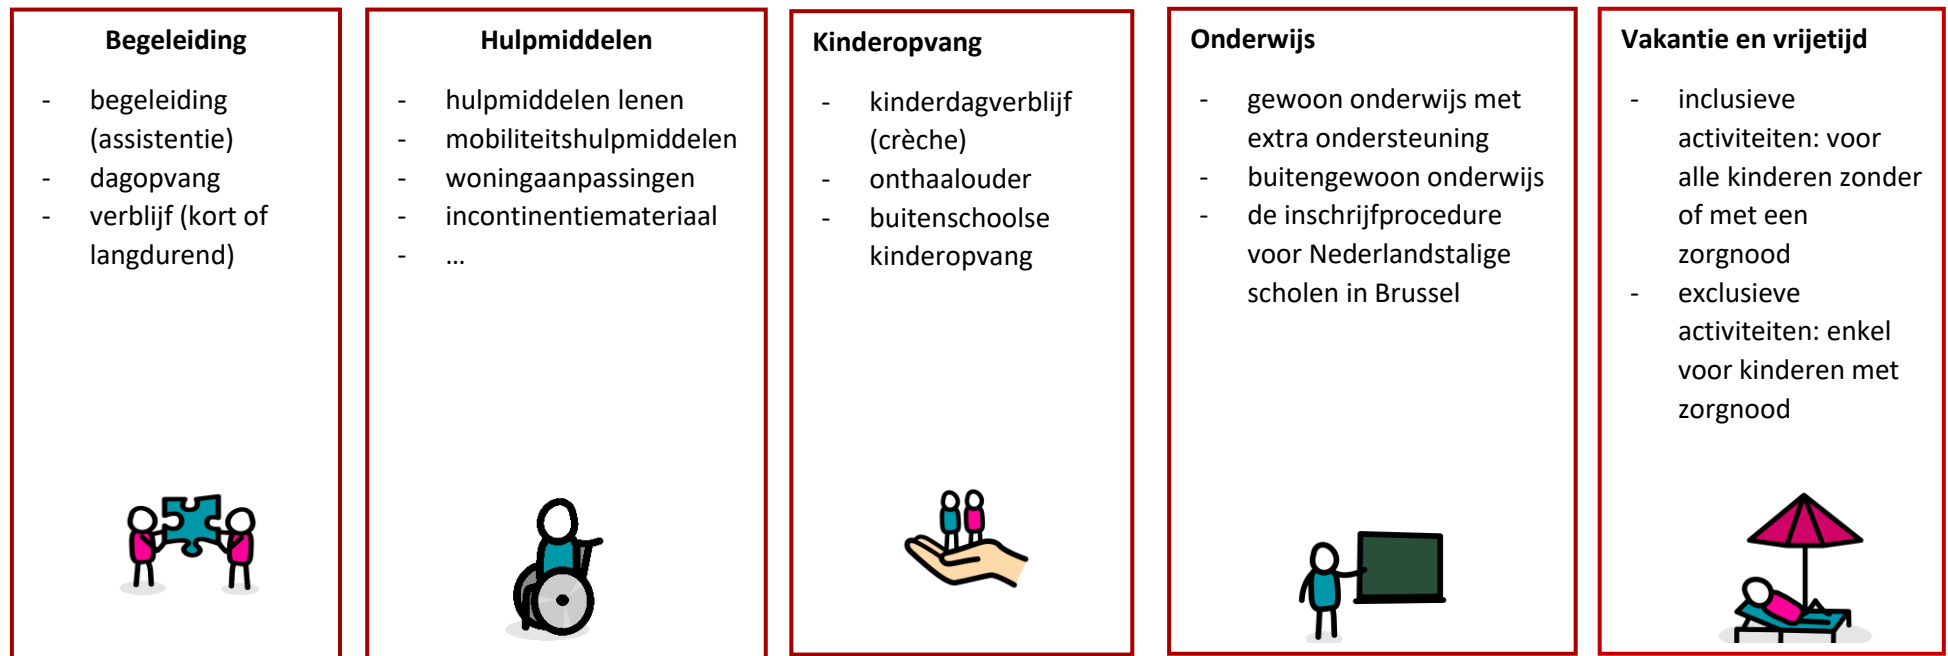 Begeleiding
- begeleiding
(assistentie)
- dagopvang
- verblijf (kort of
langdurend)
Hulpmiddelen
- hulpmiddelen lenen
- mobiliteitshulpmiddelen
- woningaanpassingen
- incontinentiemateriaal
- …
Kinderopvang
- kinderdagverblijf
(crèche)
- onthaalouder
- buitenschoolse
kinderopvang
Onderwijs
- gewoon onderwijs met
extra ondersteuning
- buitengewoon onderwijs
- de inschrijfprocedure
voor Nederlandstalige
scholen in Brussel
Vakantie en vrijetijd
- inclusieve
activiteiten: voor
alle kinderen zonder
of met een
zorgnood
- exclusieve
activiteiten: enkel
voor kinderen met
zorgnood